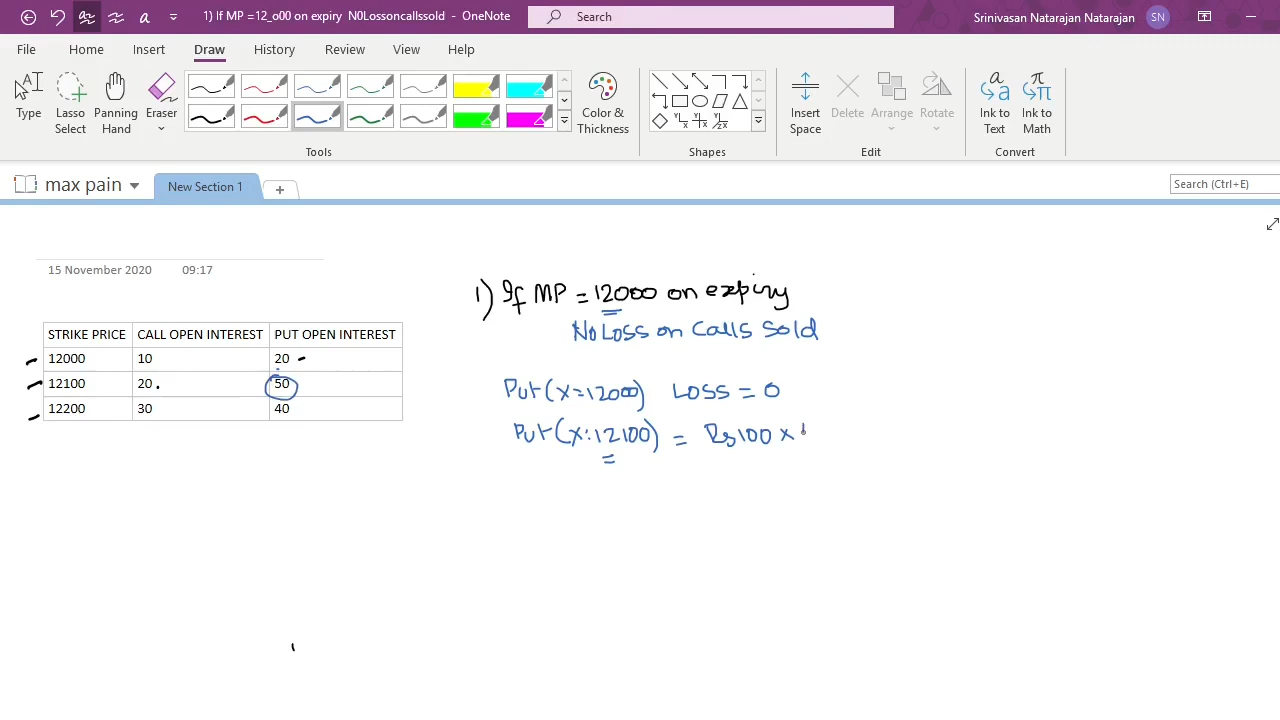 1) If MP =12_o00 on expiry N0Lossoncallssold - OneNote
Search
Srinivasan Natarajan Natarajan SN
File Home Insert Draw History Review View Help
Type
Lasso Select
Panning Hand
Eraser
Color & Thickness
Insert Space
Delete
Arrange
Rotate
Ink to Text
Ink to Math
Tools
Shapes
Edit
Convert
max pain
New Section 1
+
Search (Ctrl+E)
15 November 2020 09:17
STRIKE PRICE CALL OPEN INTEREST PUT OPEN INTEREST
12000 10 20
12100 20 50
12200 30 40
1) If MP = 12000 on expiry
No Loss on Calls Sold
Put (X=12000) Loss = 0
Put (X=12100) = Rs100 x